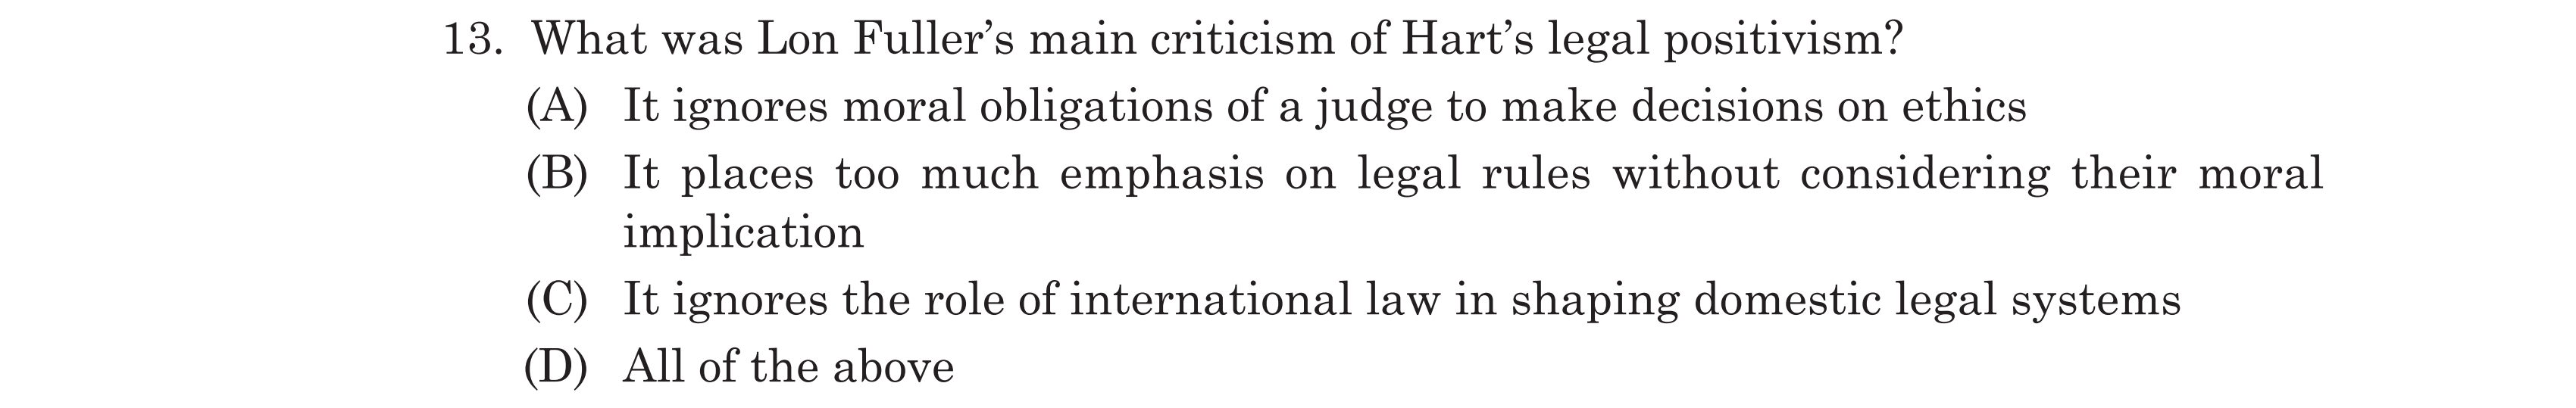 13. What was Lon Fuller’s main criticism of Hart’s legal positivism?
(A) It ignores moral obligations of a judge to make decisions on ethics
(B) It places too much emphasis on legal rules without considering their moral
implication
(C) It ignores the role of international law in shaping domestic legal systems
(D) All of the above